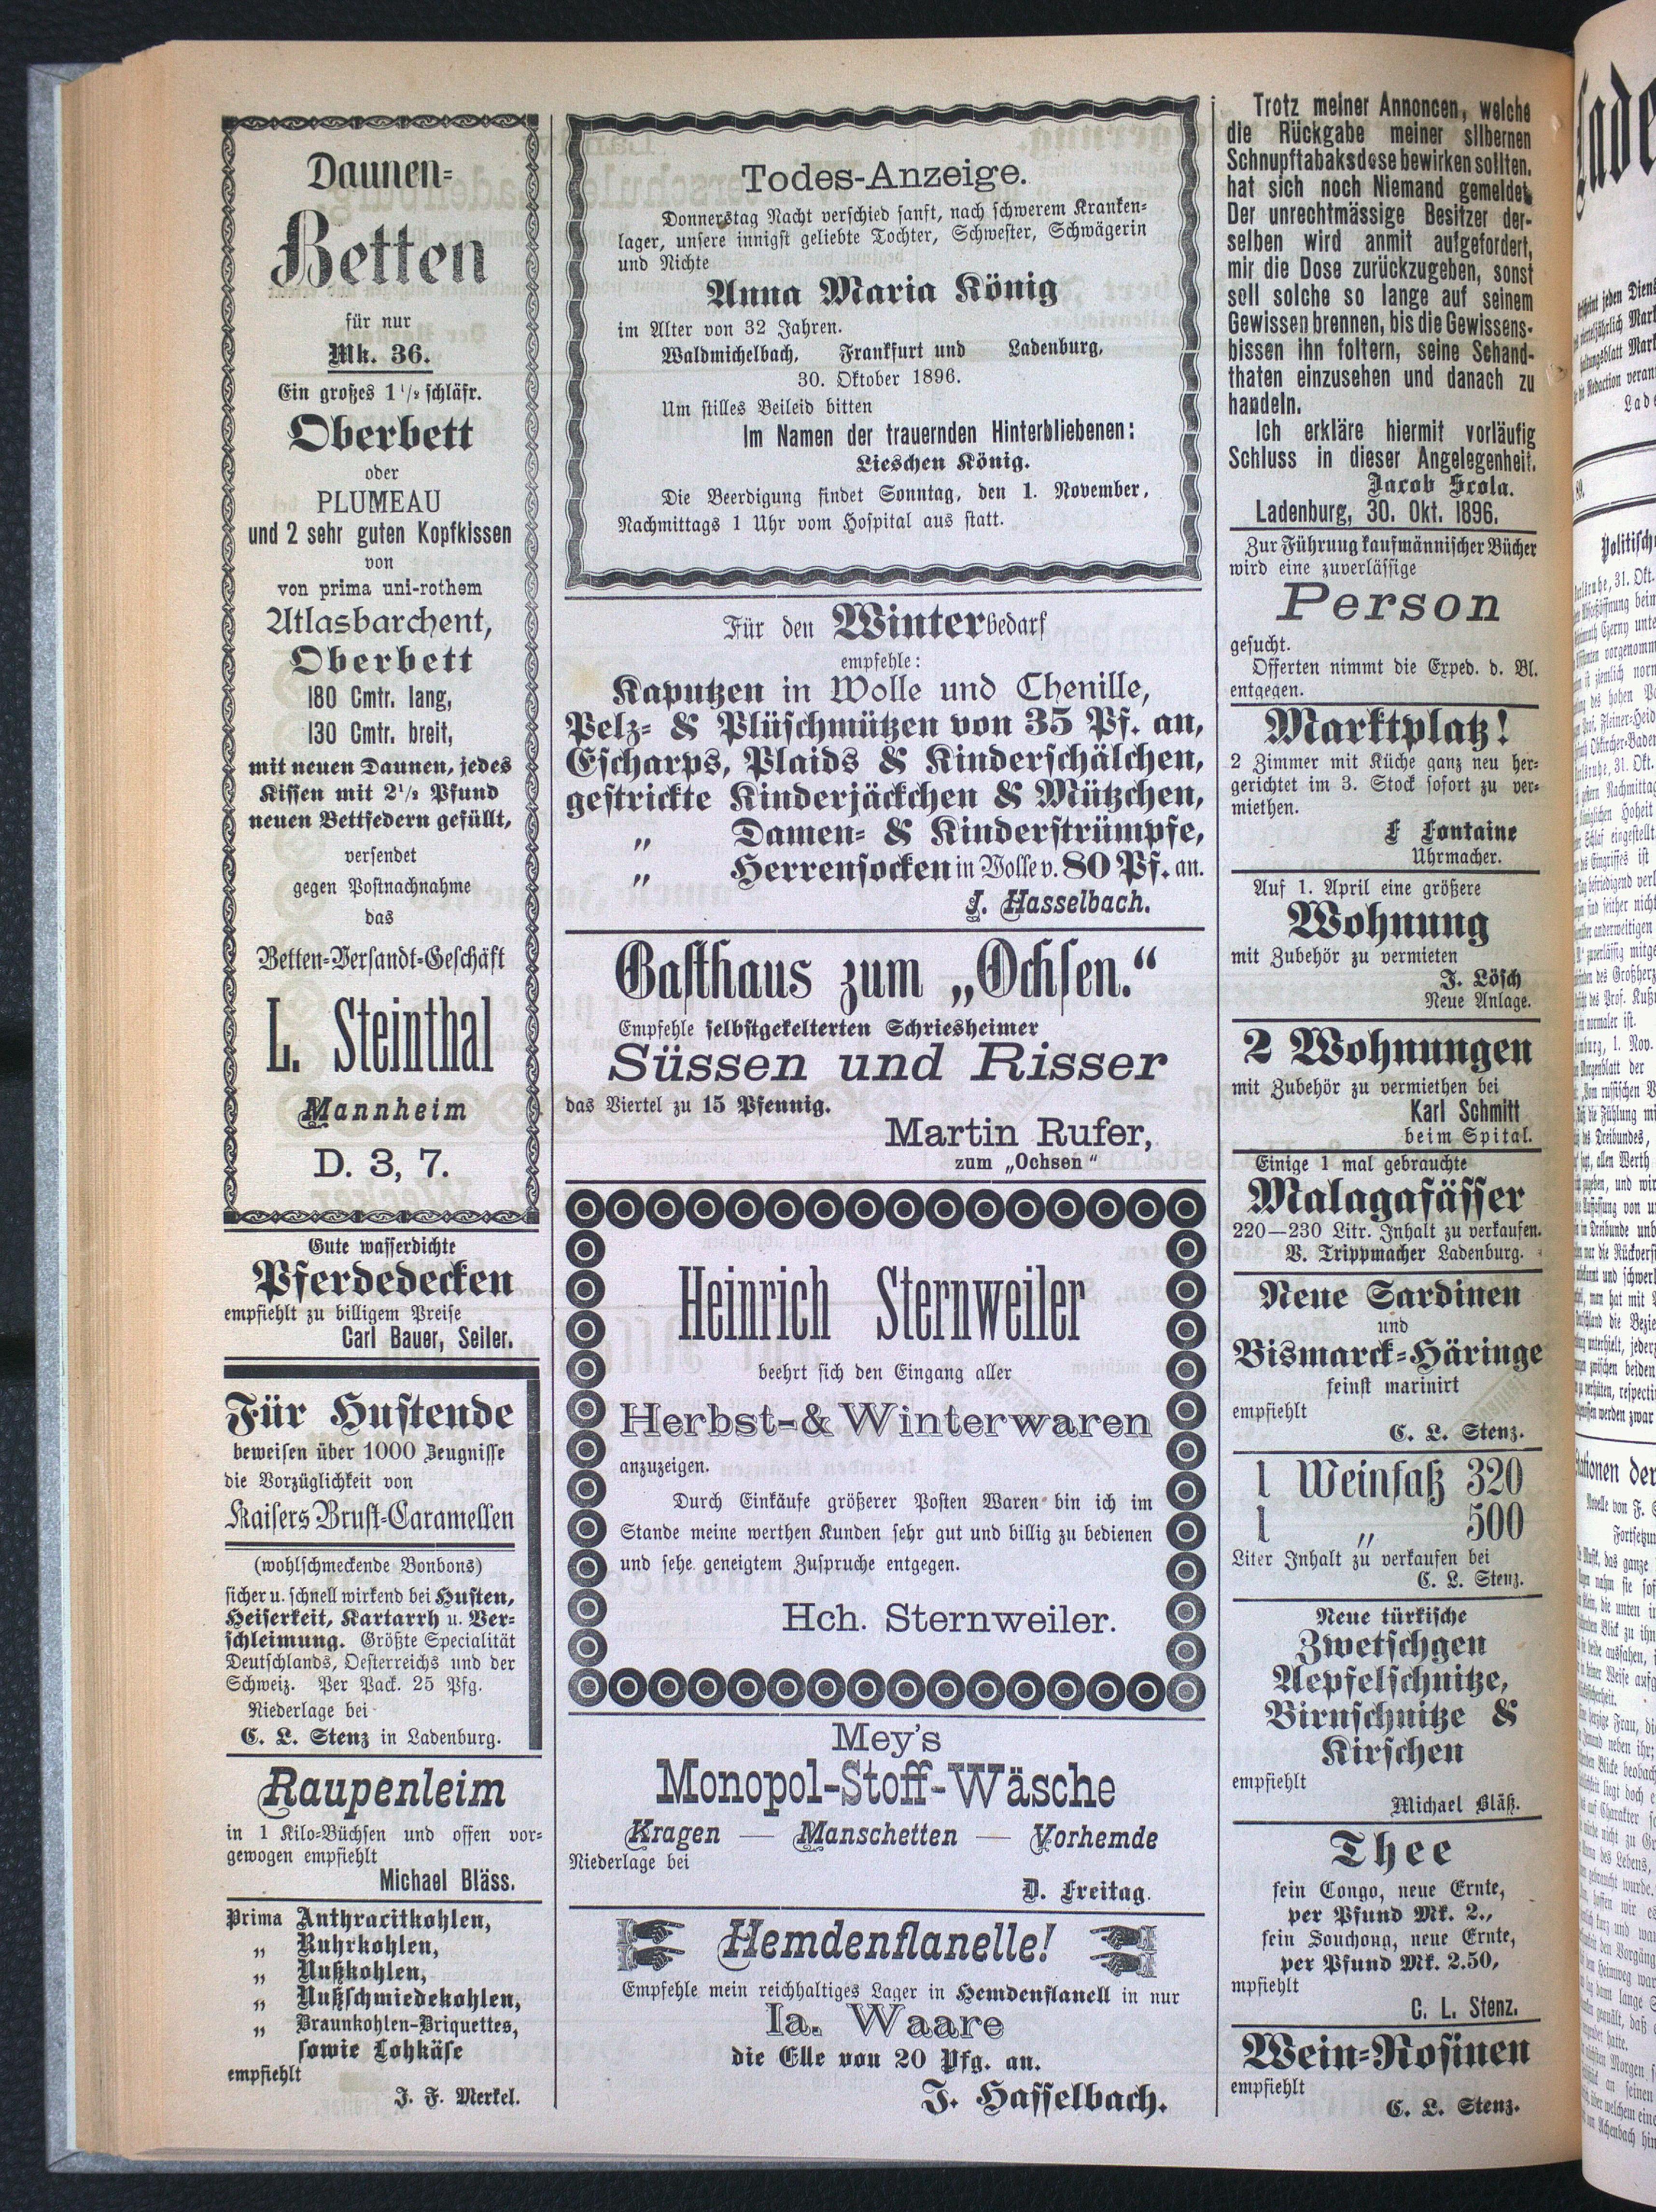 Daunen-
Betten
für nur
Mk. 36.
Ein großes 1 1/2 schläfr.
Oberbett
oder
PLUMEAU
und 2 sehr guten Kopfkissen
von
von prima uni-rothem
Atlasbarchent,
Oberbett
180 Cmtr. lang,
130 Cmtr. breit,
mit neuen Daunen, jedes
Kissen mit 2 1/2 Pfund
neuen Bettfedern gefüllt,
versendet
gegen Postnachnahme
das
Betten-Versandt-Geschäft
L. Steinthal
Mannheim
D. 3, 7.
Gute wasserdichte
Pferdedecken
empfiehlt zu billigem Preise
Carl Bauer, Seiler.
Für Hustende
beweisen über 1000 Zeugnisse
die Vorzüglichkeit von
Kaisers Brust-Caramellen
(wohlschmeckende Bonbons)
sicher u. schnell wirkend bei Husten,
Heiserkeit, Kartarrh u. Ver-
schleimung. Größte Specialität
Deutschlands, Oesterreichs und der
Schweiz. Per Pack. 25 Pfg.
Niederlage bei
C. L. Stenz in Ladenburg.
Raupenleim
in 1 Kilo-Büchsen und offen vor-
gewogen empfiehlt
Michael Bläss.
Prima Anthracitkohlen,
„ Ruhrkohlen,
„ Nußkohlen,
„ Nußschmiedekohlen,
„ Braunkohlen-Briquettes,
sowie Lohkäse
empfiehlt
J. F. Merkel.
Todes-Anzeige.
Donnerstag Nacht verschied sanft, nach schwerem Kranken-
lager, unsere innigst geliebte Tochter, Schwester, Schwägerin
und Nichte
Anna Maria König
im Alter von 32 Jahren.
Waldmichelbach, Frankfurt und Ladenburg,
30. Oktober 1896.
Um stilles Beileid bitten
Im Namen der trauernden Hinterbliebenen:
Lieschen König.
Die Beerdigung findet Sonntag, den 1. November,
Nachmittags 1 Uhr vom Hospital aus statt.
Für den Winterbedarf
empfehle:
Kaputzen in Wolle und Chenille,
Pelz- & Plüschmützen von 35 Pf. an,
Escharps, Plaids & Kinderschälchen,
gestrickte Kinderjäckchen & Mützchen,
„ Damen- & Kinderstrümpfe,
„ Herrensocken in Wolle v. 80 Pf. an.
J. Hasselbach.
Gasthaus zum „Ochsen.“
Empfehle selbstgekelterten Schriesheimer
Süssen und Risser
das Viertel zu 15 Pfennig.
Martin Rufer,
zum „Ochsen“
Heinrich Sternweiler
beehrt sich den Eingang aller
Herbst-& Winterwaren
anzuzeigen.
Durch Einkäufe größerer Posten Waren bin ich im
Stande meine werthen Kunden sehr gut und billig zu bedienen
und sehe geneigtem Zuspruche entgegen.
Hch. Sternweiler.
Mey's
Monopol-Stoff-Wäsche
Kragen — Manschetten — Vorhemde
Niederlage bei
D. Freitag.
Hemdenflanelle!
Empfehle mein reichhaltiges Lager in Hemdenflanell in nur
Ia. Waare
die Elle von 20 Pfg. an.
J. Hasselbach.
Trotz meiner Annoncen, welche
die Rückgabe meiner silbernen
Schnupftabaksdose bewirken sollten,
hat sich noch Niemand gemeldet.
Der unrechtmässige Besitzer der-
selben wird anmit aufgefordert,
mir die Dose zurückzugeben, sonst
soll solche so lange auf seinem
Gewissen brennen, bis die Gewissens-
bissen ihn foltern, seine Schand-
thaten einzusehen und danach zu
handeln.
Ich erkläre hiermit vorläufig
Schluss in dieser Angelegenheit.
Jacob Scola.
Ladenburg, 30. Okt. 1896.
Zur Führung kaufmännischer Bücher
wird eine zuverlässige
Person
gesucht.
Offerten nimmt die Exped. d. Bl.
entgegen.
Marktplatz!
2 Zimmer mit Küche ganz neu her-
gerichtet im 3. Stock sofort zu ver-
miethen.
F Fontaine
Uhrmacher.
Auf 1. April eine größere
Wohnung
mit Zubehör zu vermieten
J. Lösch
Neue Anlage.
2 Wohnungen
mit Zubehör zu vermiethen bei
Karl Schmitt
beim Spital.
Einige 1 mal gebrauchte
Malagafässer
220—230 Litr. Inhalt zu verkaufen.
V. Trippmacher Ladenburg.
Neue Sardinen
und
Bismarck-Häringe
feinst marinirt
empfiehlt
C. L. Stenz.
1 Weinfaß 320
1 „ 500
Liter Inhalt zu verkaufen bei
C. L. Stenz.
Neue türkische
Zwetschgen
Aepfelschnitze,
Birnschnitze &
Kirschen
empfiehlt
Michael Bläß.
Thee
fein Congo, neue Ernte,
per Pfund Mk. 2.,
fein Souchong, neue Ernte,
per Pfund Mk. 2.50,
mpfiehlt
C. L. Stenz.
Wein-Rosinen
empfiehlt
C. L. Stenz.